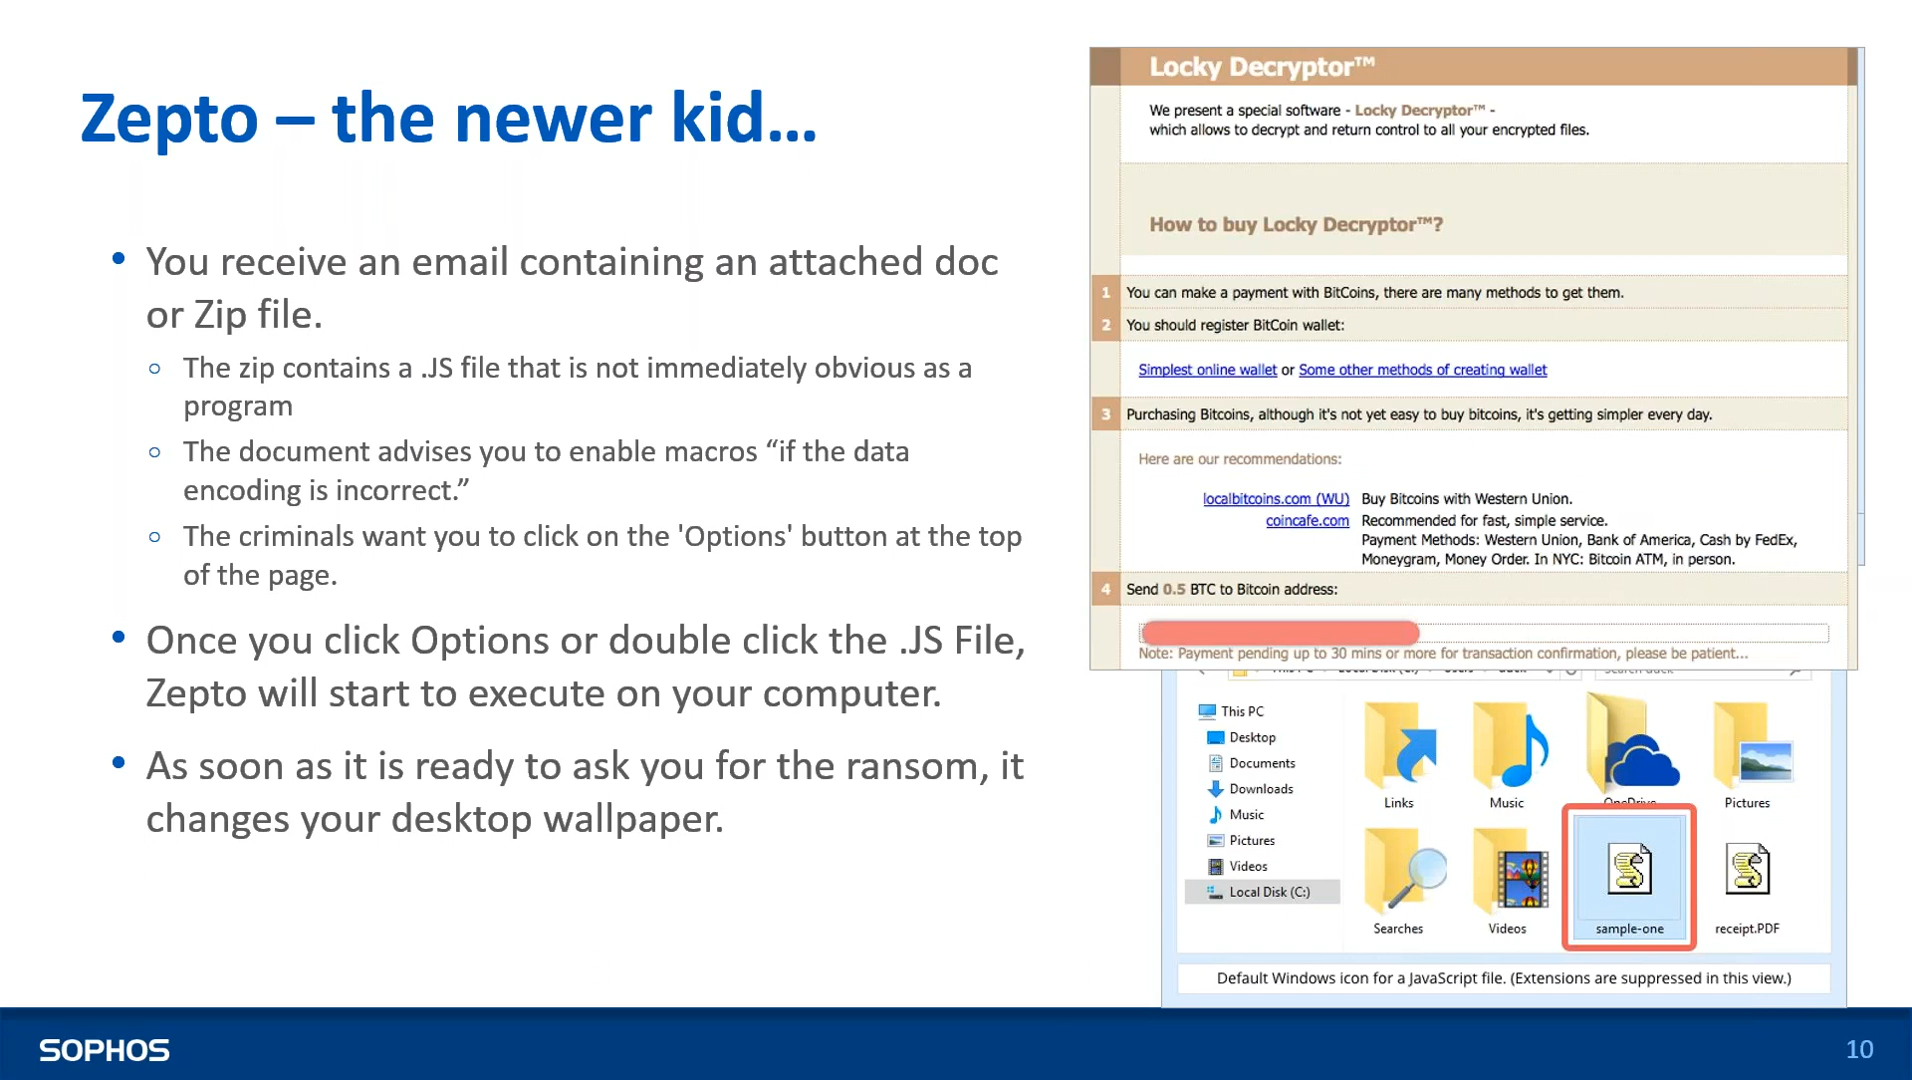 Zepto – the newer kid...
• You receive an email containing an attached doc
or Zip file.
○ The zip contains a .JS file that is not immediately obvious as a
program
○ The document advises you to enable macros “if the data
encoding is incorrect.”
○ The criminals want you to click on the 'Options' button at the top
of the page.
• Once you click Options or double click the .JS File,
Zepto will start to execute on your computer.
• As soon as it is ready to ask you for the ransom, it
changes your desktop wallpaper.
Locky Decryptor™
We present a special software - Locky Decryptor™ -
which allows to decrypt and return control to all your encrypted files.
How to buy Locky Decryptor™?
1 You can make a payment with BitCoins, there are many methods to get them.
2 You should register BitCoin wallet:
Simplest online wallet or Some other methods of creating wallet
3 Purchasing Bitcoins, although it's not yet easy to buy bitcoins, it's getting simpler every day.
Here are our recommendations:
localbitcoins.com (WU) Buy Bitcoins with Western Union.
coincafe.com Recommended for fast, simple service.
Payment Methods: Western Union, Bank of America, Cash by FedEx,
Moneygram, Money Order. In NYC: Bitcoin ATM, in person.
4 Send 0.5 BTC to Bitcoin address:
Note: Payment pending up to 30 mins or more for transaction confirmation, please be patient...
This PC
Desktop
Documents
Downloads
Music
Pictures
Videos
Local Disk (C:)
Links Music OneDrive Pictures
Searches Videos sample-one receipt.PDF
Default Windows icon for a JavaScript file. (Extensions are suppressed in this view.)
SOPHOS
10